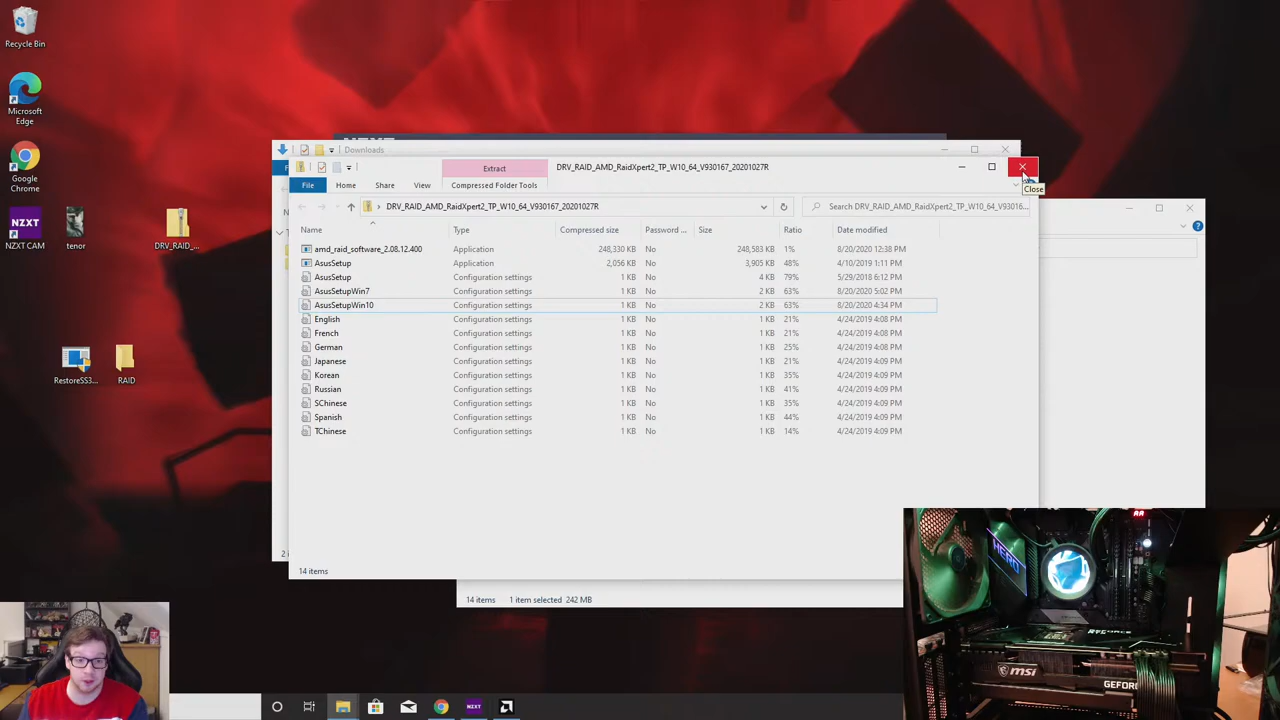 Recycle Bin
Microsoft
Edge
Google
Chrome
NZXT
NZXT CAM
tenor
DRV_RAID_...
RestoreSS3...
RAID
NZXT
Downloads
Extract
DRV_RAID_AMD_RaidXpert2_TP_W10_64_V930167_20201027R
File Home Share View Compressed Folder Tools
Close
DRV_RAID_AMD_RaidXpert2_TP_W10_64_V930167_20201027R
Search DRV_RAID_AMD_RaidXpert2_TP_W10_64_V93016...
Name Type Compressed size Password ... Size Ratio Date modified
amd_raid_software_2.08.12.400 Application 248,330 KB No 248,583 KB 1% 8/20/2020 12:38 PM
AsusSetup Application 2,056 KB No 3,905 KB 48% 4/10/2019 1:11 PM
AsusSetup Configuration settings 1 KB No 4 KB 79% 5/29/2018 6:12 PM
AsusSetupWin7 Configuration settings 1 KB No 2 KB 63% 8/20/2020 5:02 PM
AsusSetupWin10 Configuration settings 1 KB No 2 KB 63% 8/20/2020 4:34 PM
English Configuration settings 1 KB No 1 KB 21% 4/24/2019 4:08 PM
French Configuration settings 1 KB No 1 KB 21% 4/24/2019 4:08 PM
German Configuration settings 1 KB No 1 KB 25% 4/24/2019 4:08 PM
Japanese Configuration settings 1 KB No 1 KB 21% 4/24/2019 4:09 PM
Korean Configuration settings 1 KB No 1 KB 35% 4/24/2019 4:09 PM
Russian Configuration settings 1 KB No 1 KB 41% 4/24/2019 4:09 PM
SChinese Configuration settings 1 KB No 1 KB 35% 4/24/2019 4:09 PM
Spanish Configuration settings 1 KB No 1 KB 44% 4/24/2019 4:09 PM
TChinese Configuration settings 1 KB No 1 KB 14% 4/24/2019 4:09 PM
14 items
14 items 1 item selected 242 MB
AA
HERO
msi
NZXT